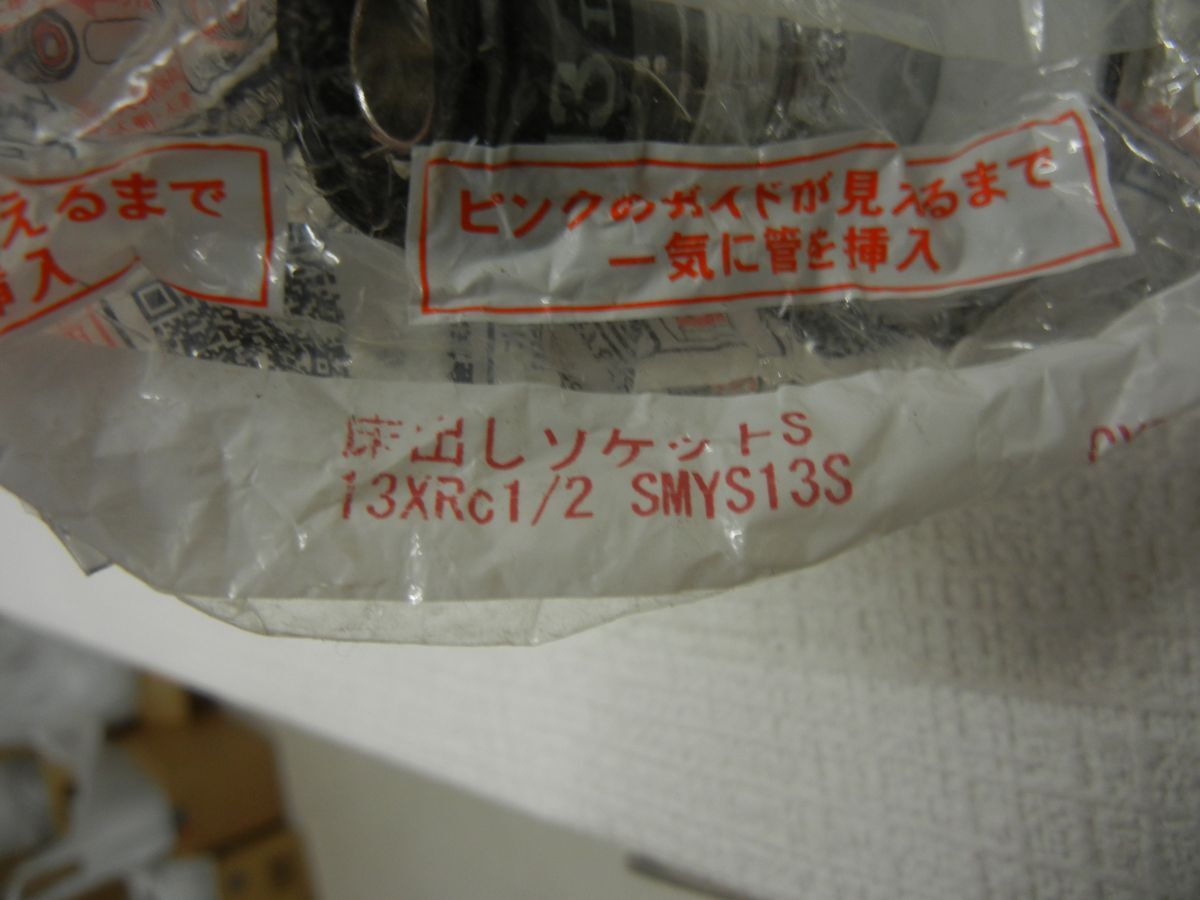 えるまで
挿入
ピンクのガイドが見えるまで
一気に管を挿入
床出しソケットS
13XRc1/2 SMYS13S